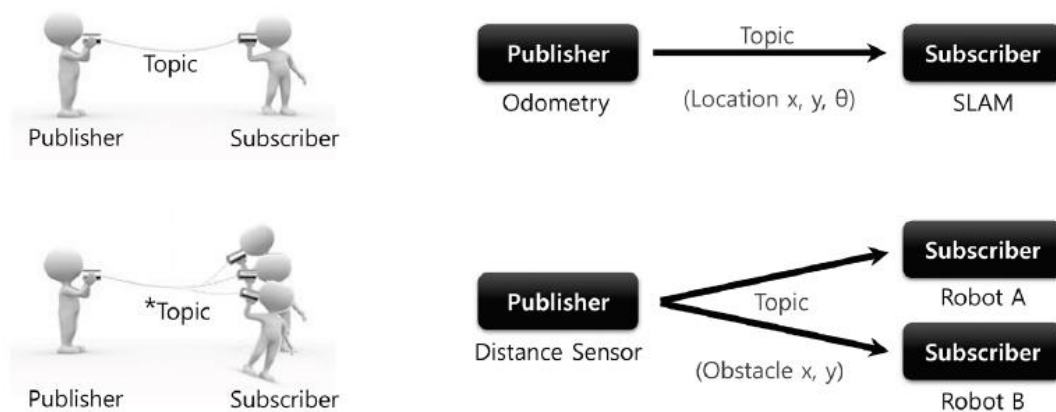 Topic
Publisher
Subscriber
Publisher
Topic
Subscriber
Odometry
(Location x, y, θ)
SLAM
*Topic
Publisher
Subscriber
Publisher
Distance Sensor
Topic
(Obstacle x, y)
Subscriber
Robot A
Subscriber
Robot B